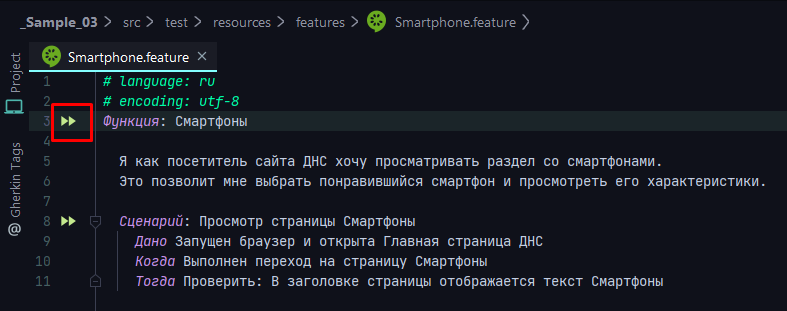 _Sample_03 > src > test > resources > features > Smartphone.feature >
Smartphone.feature ×
Project
Gherkin Tags
1 # language: ru
2 # encoding: utf-8
3 Функция: Смартфоны
4
5 Я как посетитель сайта ДНС хочу просматривать раздел со смартфонами.
6 Это позволит мне выбрать понравившийся смартфон и просмотреть его характеристики.
7
8 Сценарий: Просмотр страницы Смартфоны
9 Дано Запущен браузер и открыта Главная страница ДНС
10 Когда Выполнен переход на страницу Смартфоны
11 Тогда Проверить: В заголовке страницы отображается текст Смартфоны